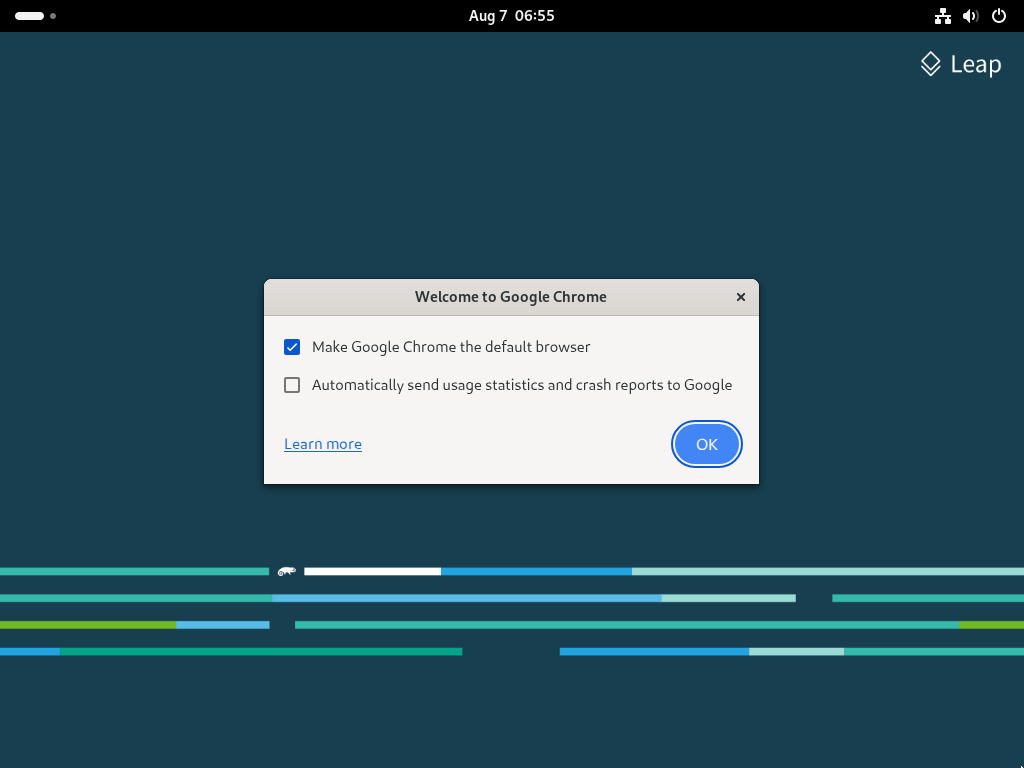 Aug 7 06:55
Leap
Welcome to Google Chrome
Make Google Chrome the default browser
Automatically send usage statistics and crash reports to Google
Learn more
OK